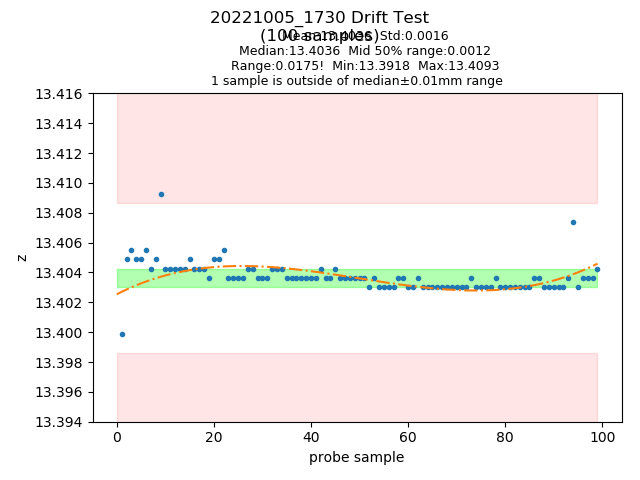 20221005_1730 Drift Test
(100 samples)
Std:0.0016
Median:13.4036 Mid 50% range:0.0012
Range:0.0175! Min:13.3918 Max:13.4093
1 sample is outside of median±0.01mm range
13.416
13.414
13.412
13.410
13.408
13.406
13.404
13.402
13.400
13.398
13.396
13.394
z
0
20
40
60
80
100
probe sample